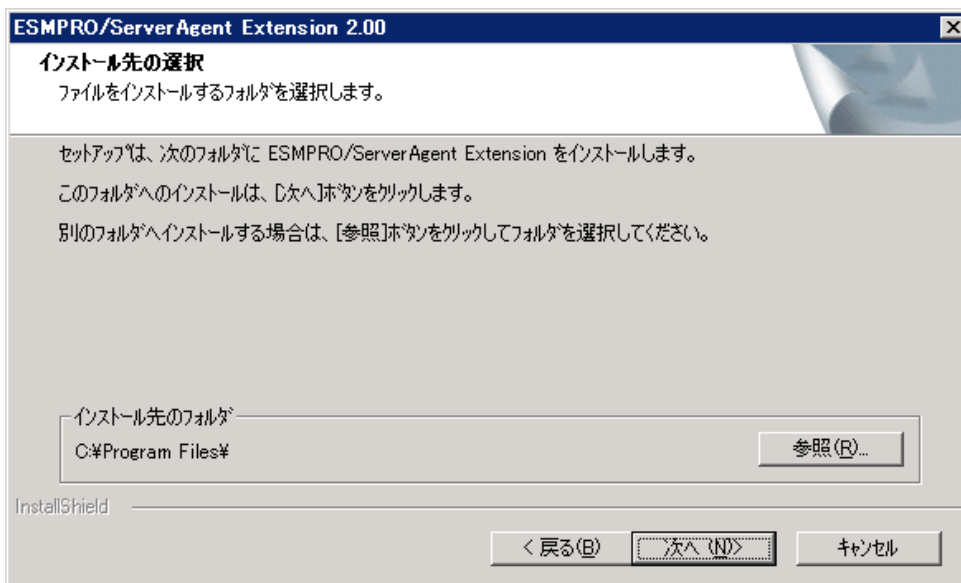 ESMPRO/ServerAgent Extension 2.00
インストール先の選択
ファイルをインストールするフォルダを選択します。
セットアップは、次のフォルダに ESMPRO/ServerAgent Extension をインストールします。
このフォルダへのインストールは、[次へ]ボタンをクリックします。
別のフォルダへインストールする場合は、[参照]ボタンをクリックしてフォルダを選択してください。
インストール先のフォルダ
C:¥Program Files¥
参照(R)...
InstallShield
< 戻る(B)
次へ (N)>
キャンセル